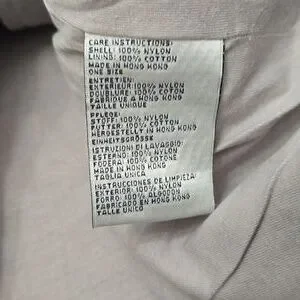 CARE INSTRUCTIONS:
SHELL: 100% NYLON
LINING: 100% COTTON
MADE IN HONG KONG
ONE SIZE
ENTRETIEN:
EXTERIEUR: 100% NYLON
DOUBLURE: 100% COTON
FABRIQUE A HONG KONG
TAILLE UNIQUE
PFLEGE:
STOFF: 100% NYLON
FUTTER: 100% COTTON
HERGESTELLT IN HONG KONG
EINHEITSGRÖSSE
ISTRUZIONI DI LAVAGGIO:
ESTERNO: 100% NYLON
FODERA: 100% COTONE
MADE IN HONG KONG
TAGLIA UNICA
INSTRUCCIONES DE LIMPIEZA:
EXTERIOR: 100% NYLON
FORRO: 100% ALGODON
FABRICADO EN HONG KONG
TALLE UNICO